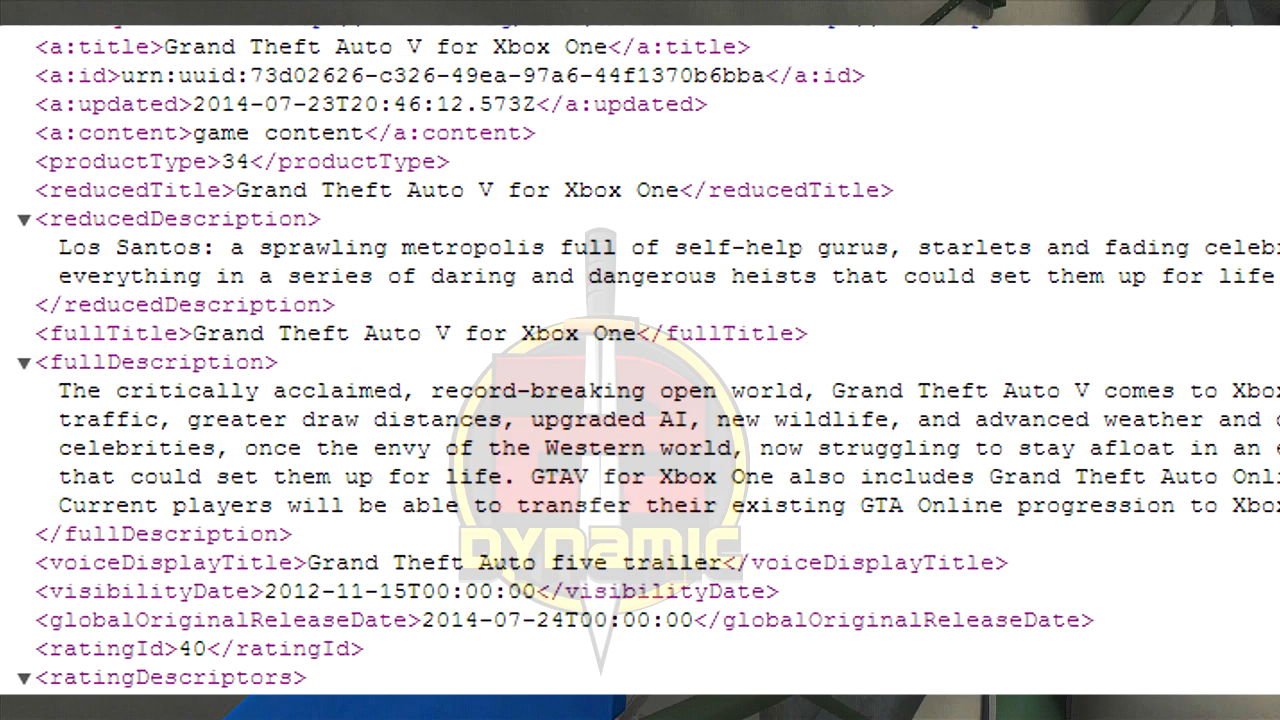 <a:title>Grand Theft Auto V for Xbox One</a:title>
<a:id>urn:uuid:73d02626-c326-49ea-97a6-44f1370b6bba</a:id>
<a:updated>2014-07-23T20:46:12.573Z</a:updated>
<a:content>game content</a:content>
<productType>34</productType>
<reducedTitle>Grand Theft Auto V for Xbox One</reducedTitle>
▼<reducedDescription>
Los Santos: a sprawling metropolis full of self-help gurus, starlets and fading
everything in a series of daring and dangerous heists that could set them up for life
</reducedDescription>
<fullTitle>Grand Theft Auto V for Xbox One</fullTitle>
▼<fullDescription>
The critically acclaimed, record-breaking open world, Grand Theft Auto V comes to Xbox
traffic, greater draw distances, upgraded AI, new wildlife, and advanced weather and
celebrities, once the envy of the Western world, now struggling to stay afloat in an
that could set them up for life. GTAV for Xbox One also includes Grand Theft Auto
Current players will be able to transfer their existing GTA Online progression to Xbox
</fullDescription>
<voiceDisplayTitle>Grand Theft Auto five trailer</voiceDisplayTitle>
<visibilityDate>2012-11-15T00:00:00</visibilityDate>
<globalOriginalReleaseDate>2014-07-24T00:00:00</globalOriginalReleaseDate>
<ratingId>40</ratingId>
▼<ratingDescriptors>
DYNAMIC